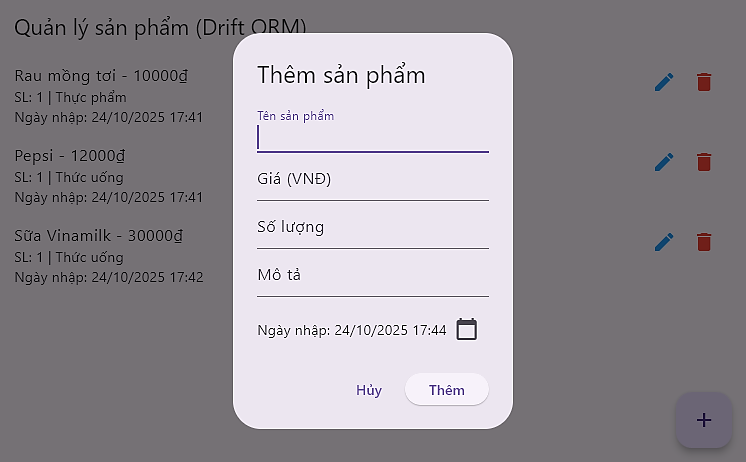 Quản lý sản phẩm (Drift ORM)
Rau mồng tơi - 10000₫
SL: 1 | Thực phẩm
Ngày nhập: 24/10/2025 17:41
Pepsi - 12000₫
SL: 1 | Thức uống
Ngày nhập: 24/10/2025 17:41
Sữa Vinamilk - 30000₫
SL: 1 | Thức uống
Ngày nhập: 24/10/2025 17:42
Thêm sản phẩm
Tên sản phẩm
Giá (VNĐ)
Số lượng
Mô tả
Ngày nhập: 24/10/2025 17:44
Hủy Thêm